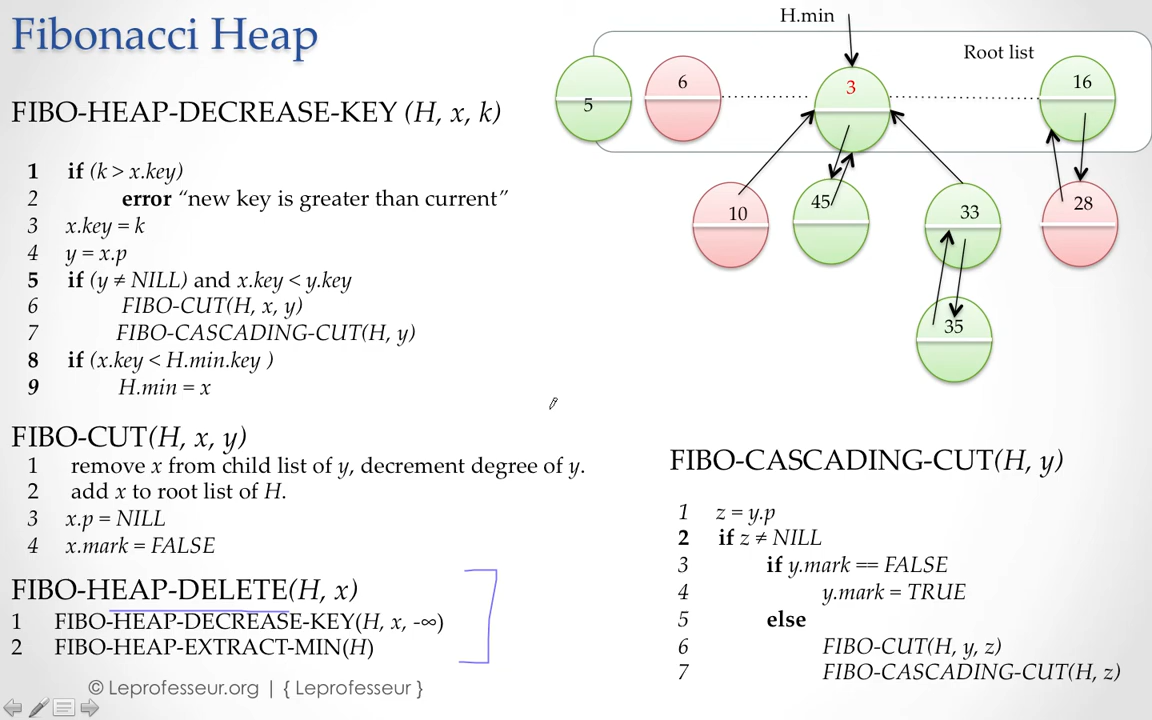 Fibonacci Heap
FIBO-HEAP-DECREASE-KEY (H, x, k)
1 if (k > x.key)
2 error “new key is greater than current”
3 x.key = k
4 y = x.p
5 if (y ≠ NILL) and x.key < y.key
6 FIBO-CUT(H, x, y)
7 FIBO-CASCADING-CUT(H, y)
8 if (x.key < H.min.key )
9 H.min = x
FIBO-CUT(H, x, y)
1 remove x from child list of y, decrement degree of y.
2 add x to root list of H.
3 x.p = NILL
4 x.mark = FALSE
FIBO-HEAP-DELETE(H, x)
1 FIBO-HEAP-DECREASE-KEY(H, x, -∞)
2 FIBO-HEAP-EXTRACT-MIN(H)
© Leprofesseur.org | { Leprofesseur }
H.min
Root list
5
6
3
16
10
45
33
28
35
FIBO-CASCADING-CUT(H, y)
1 z = y.p
2 if z ≠ NILL
3 if y.mark == FALSE
4 y.mark = TRUE
5 else
6 FIBO-CUT(H, y, z)
7 FIBO-CASCADING-CUT(H, z)